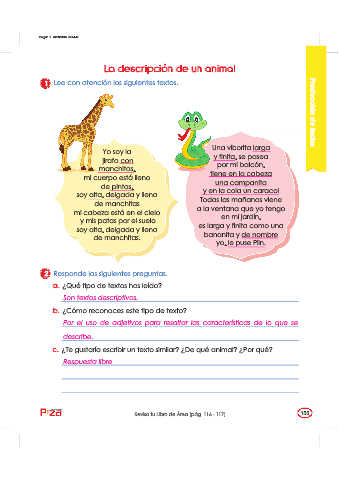 La descripción de un animal
1 Lee con atención los siguientes textos.
Producción de textos
Yo soy la
jirafa con
manchitas,
mi cuerpo está lleno
de pintas,
soy alta, delgada y llena
de manchitas
mi cabeza está en el cielo
y mis patas por el suelo
soy alta, delgada y llena
de manchitas.
Una viborita larga
y finita, se pasea
por mi balcón,
tiene en la cabeza
una campanita
y en la cola un caracol
Todas las mañanas viene
a la ventana que yo tengo
en mi jardín,
es larga y finita como una
bananita y de nombre
yo, le puse Plin.
2 Responde las siguientes preguntas.
a. ¿Qué tipo de textos has leído?
Son textos descriptivos.
b. ¿Cómo reconoces este tipo de texto?
Por el uso de adjetivos para resaltar las características de lo que se
describe.
c. ¿Te gustaría escribir un texto similar? ¿De qué animal? ¿Por qué?
Respuesta libre
Revisa tu Libro de Área (pág. 116 - 117)